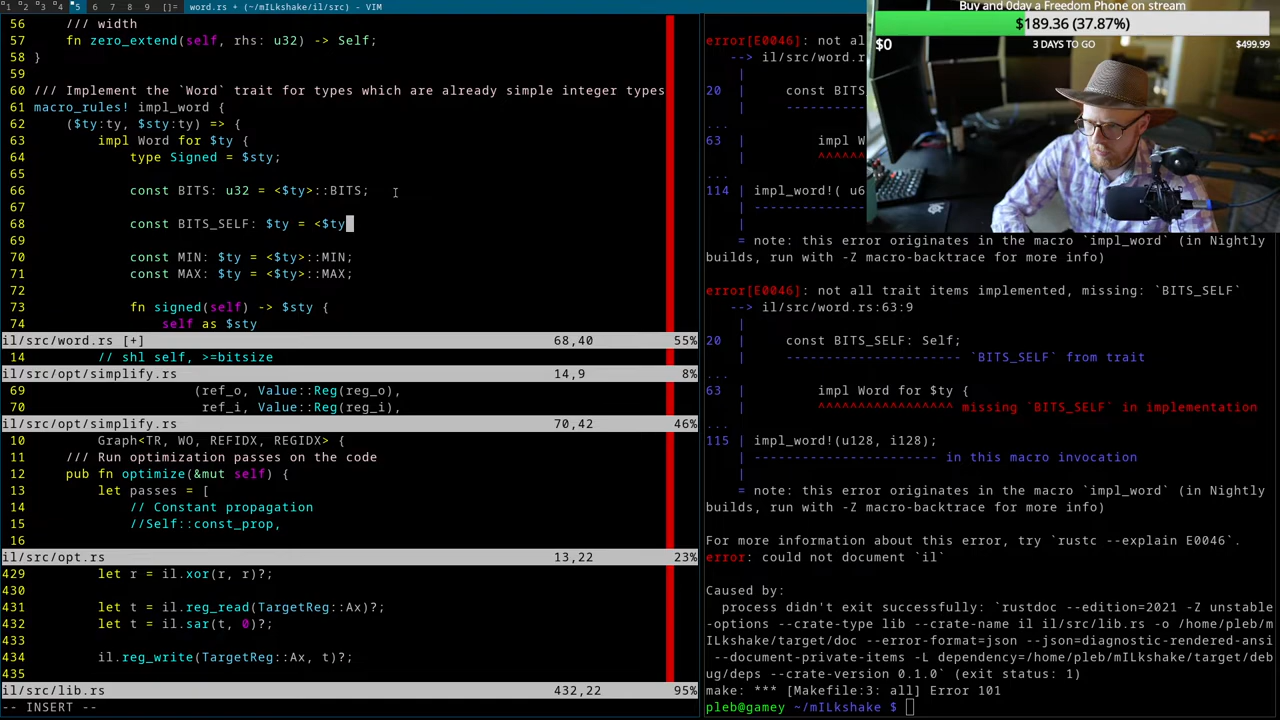 1 2 3 4 5 6 7 8 9 []= word.rs + (~/mILkshake/il/src) - VIM
56         /// width
57     fn zero_extend(self, rhs: u32) -> Self;
58 }
59
60 /// Implement the `Word` trait for types which are already simple integer types
61 macro_rules! impl_word {
62     ($ty:ty, $sty:ty) => {
63         impl Word for $ty {
64             type Signed = $sty;
65
66             const BITS: u32 = <$ty>::BITS;
67
68             const BITS_SELF: $ty = <$ty
69
70             const MIN: $ty = <$ty>::MIN;
71             const MAX: $ty = <$ty>::MAX;
72
73             fn signed(self) -> $sty {
74                 self as $sty
il/src/word.rs [+] 68,40 55%
14         // shl self, >=bitsize
il/src/opt/simplify.rs 14,9 8%
69                     (ref_o, Value::Reg(reg_o),
70                      ref_i, Value::Reg(reg_i),
il/src/opt/simplify.rs 70,42 46%
10         Graph<TR, WO, REFIDX, REGIDX> {
11     /// Run optimization passes on the code
12     pub fn optimize(&mut self) {
13         let passes = [
14             // Constant propagation
15             //Self::const_prop,
16
il/src/opt.rs 13,22 23%
429         let r = il.xor(r, r)?;
430
431         let t = il.reg_read(TargetReg::Ax)?;
432         let t = il.sar(t, 0)?;
433
434         il.reg_write(TargetReg::Ax, t)?;
435
il/src/lib.rs 432,22 95%
-- INSERT --
Buy and 0day a Freedom Phone on stream
$189.36 (37.87%)
$0 3 DAYS TO GO $499.99
error[E0046]: not al
--> il/src/word.r
|
20 | const BITS
| ----------
...
63 | impl W
| ^^^^^^
...
114 | impl_word!( u6
| --------------
|
= note: this error originates in the macro `impl_word` (in Nightly
builds, run with -Z macro-backtrace for more info)
error[E0046]: not all trait items implemented, missing: `BITS_SELF`
--> il/src/word.rs:63:9
|
20 | const BITS_SELF: Self;
| ---------------------- `BITS_SELF` from trait
...
63 | impl Word for $ty {
| ^^^^^^^^^^^^^^^^^ missing `BITS_SELF` in implementation
...
115 | impl_word!(u128, i128);
| ---------------------- in this macro invocation
|
= note: this error originates in the macro `impl_word` (in Nightly
builds, run with -Z macro-backtrace for more info)
For more information about this error, try `rustc --explain E0046`.
error: could not document `il`
Caused by:
process didn't exit successfully: `rustdoc --edition=2021 -Z unstable
-options --crate-type lib --crate-name il il/src/lib.rs -o /home/pleb/m
ILkshake/target/doc --error-format=json --json=diagnostic-rendered-ansi
--document-private-items -L dependency=/home/pleb/mILkshake/target/deb
ug/deps --crate-version 0.1.0` (exit status: 1)
make: *** [Makefile:3: all] Error 101
pleb@gamey ~/mILkshake $